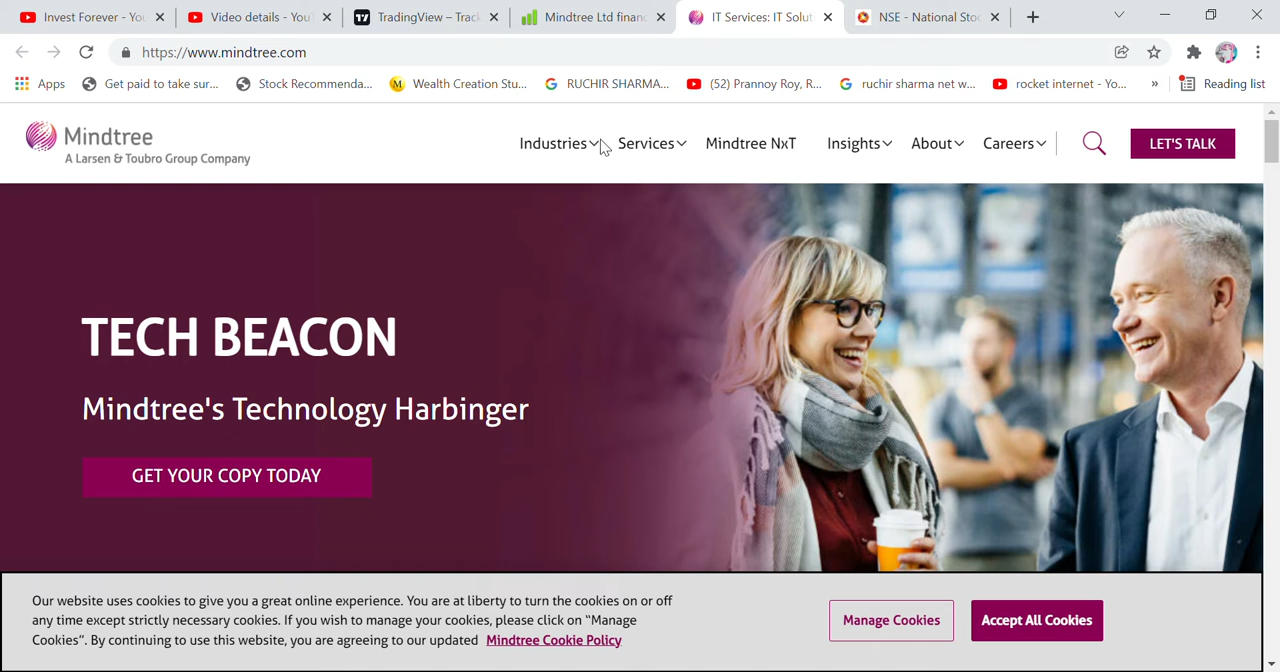 Invest Forever - You
Video details - YouT
TradingView – Track
Mindtree Ltd financ
IT Services: IT Solut
NSE - National Stoc
https://www.mindtree.com
Apps
Get paid to take sur...
Stock Recommenda...
M
Wealth Creation Stu...
RUCHIR SHARMA...
(52) Prannoy Roy, R...
ruchir sharma net w...
rocket internet - Yo...
»
Reading list
Mindtree
A Larsen & Toubro Group Company
Industries
Services
Mindtree NxT
Insights
About
Careers
LET'S TALK
TECH BEACON
Mindtree's Technology Harbinger
GET YOUR COPY TODAY
Our website uses cookies to give you a great online experience. You are at liberty to turn the cookies on or off
any time except strictly necessary cookies. If you wish to manage your cookies, please click on “Manage
Cookies”. By continuing to use this website, you are agreeing to our updated Mindtree Cookie Policy
Manage Cookies
Accept All Cookies